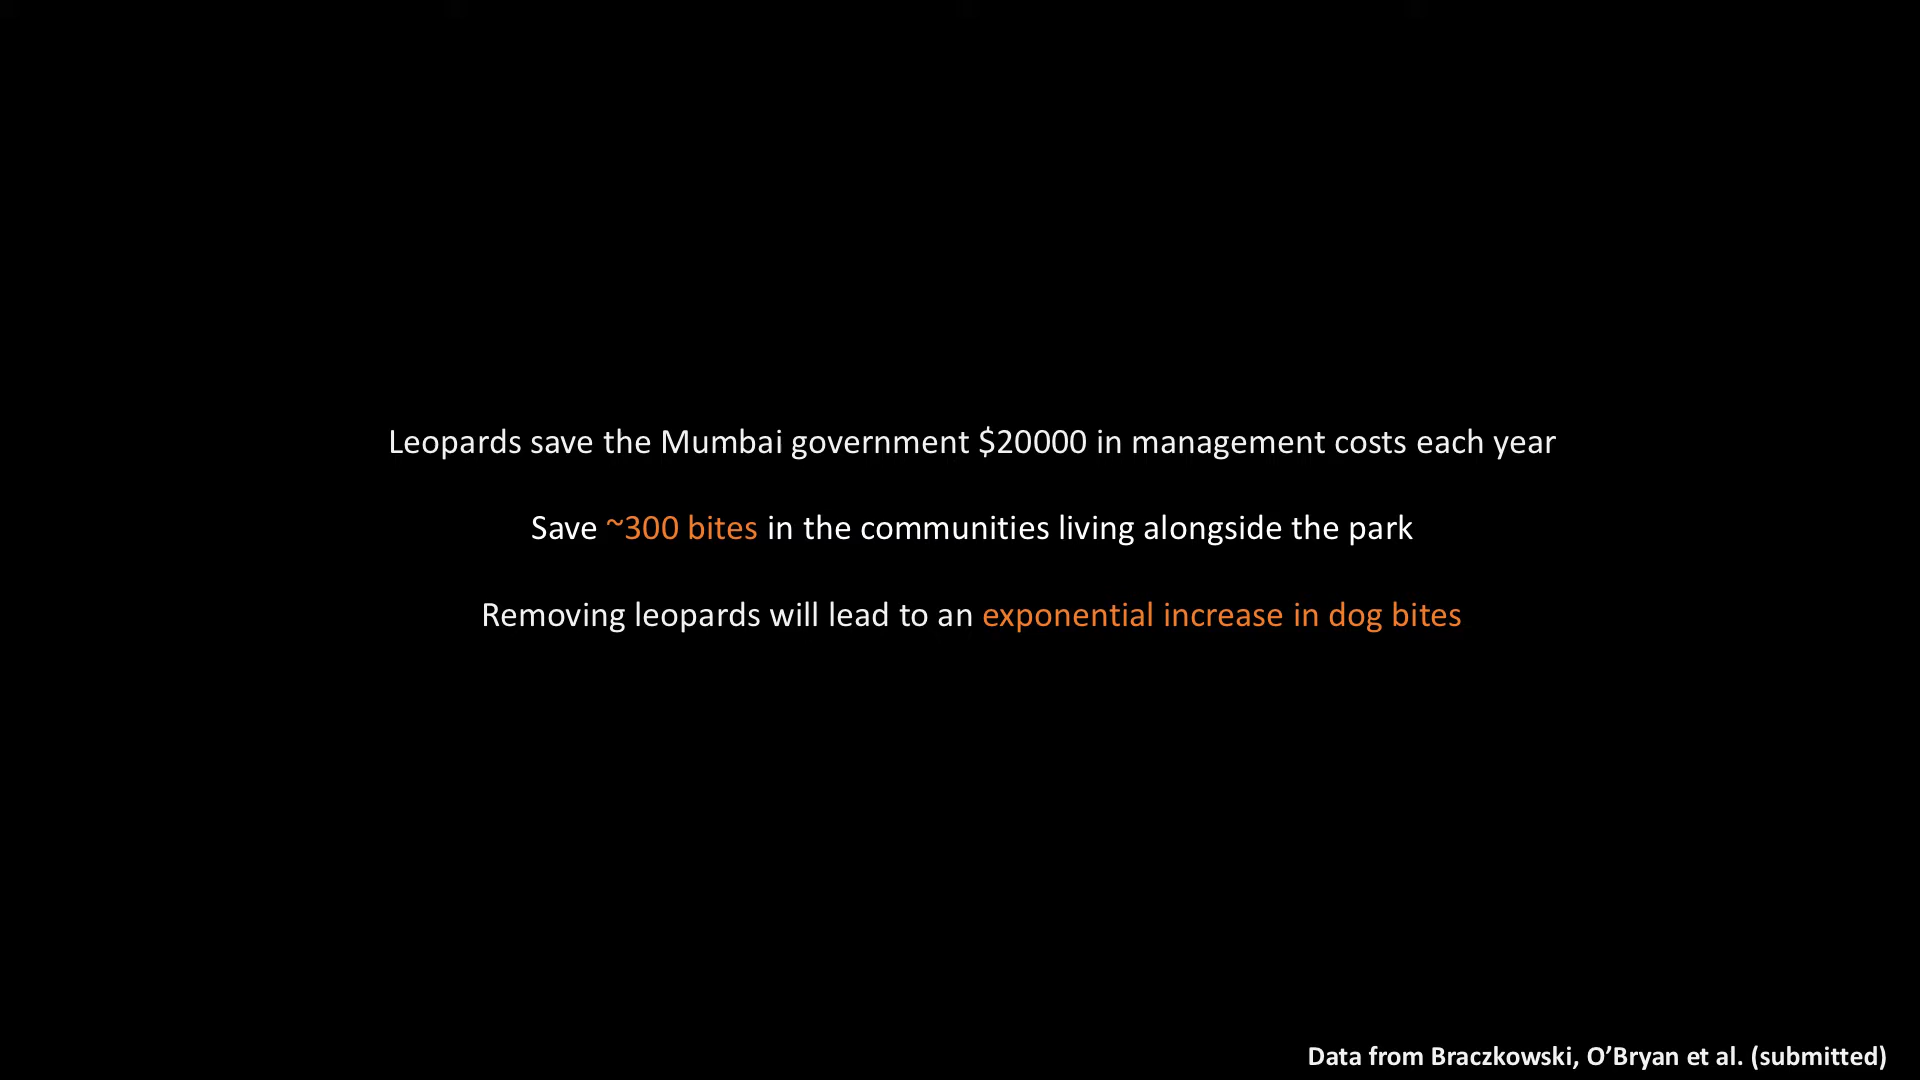 Leopards save the Mumbai government $20000 in management costs each year
Save ~300 bites in the communities living alongside the park
Removing leopards will lead to an exponential increase in dog bites
Data from Braczkowski, O’Bryan et al. (submitted)